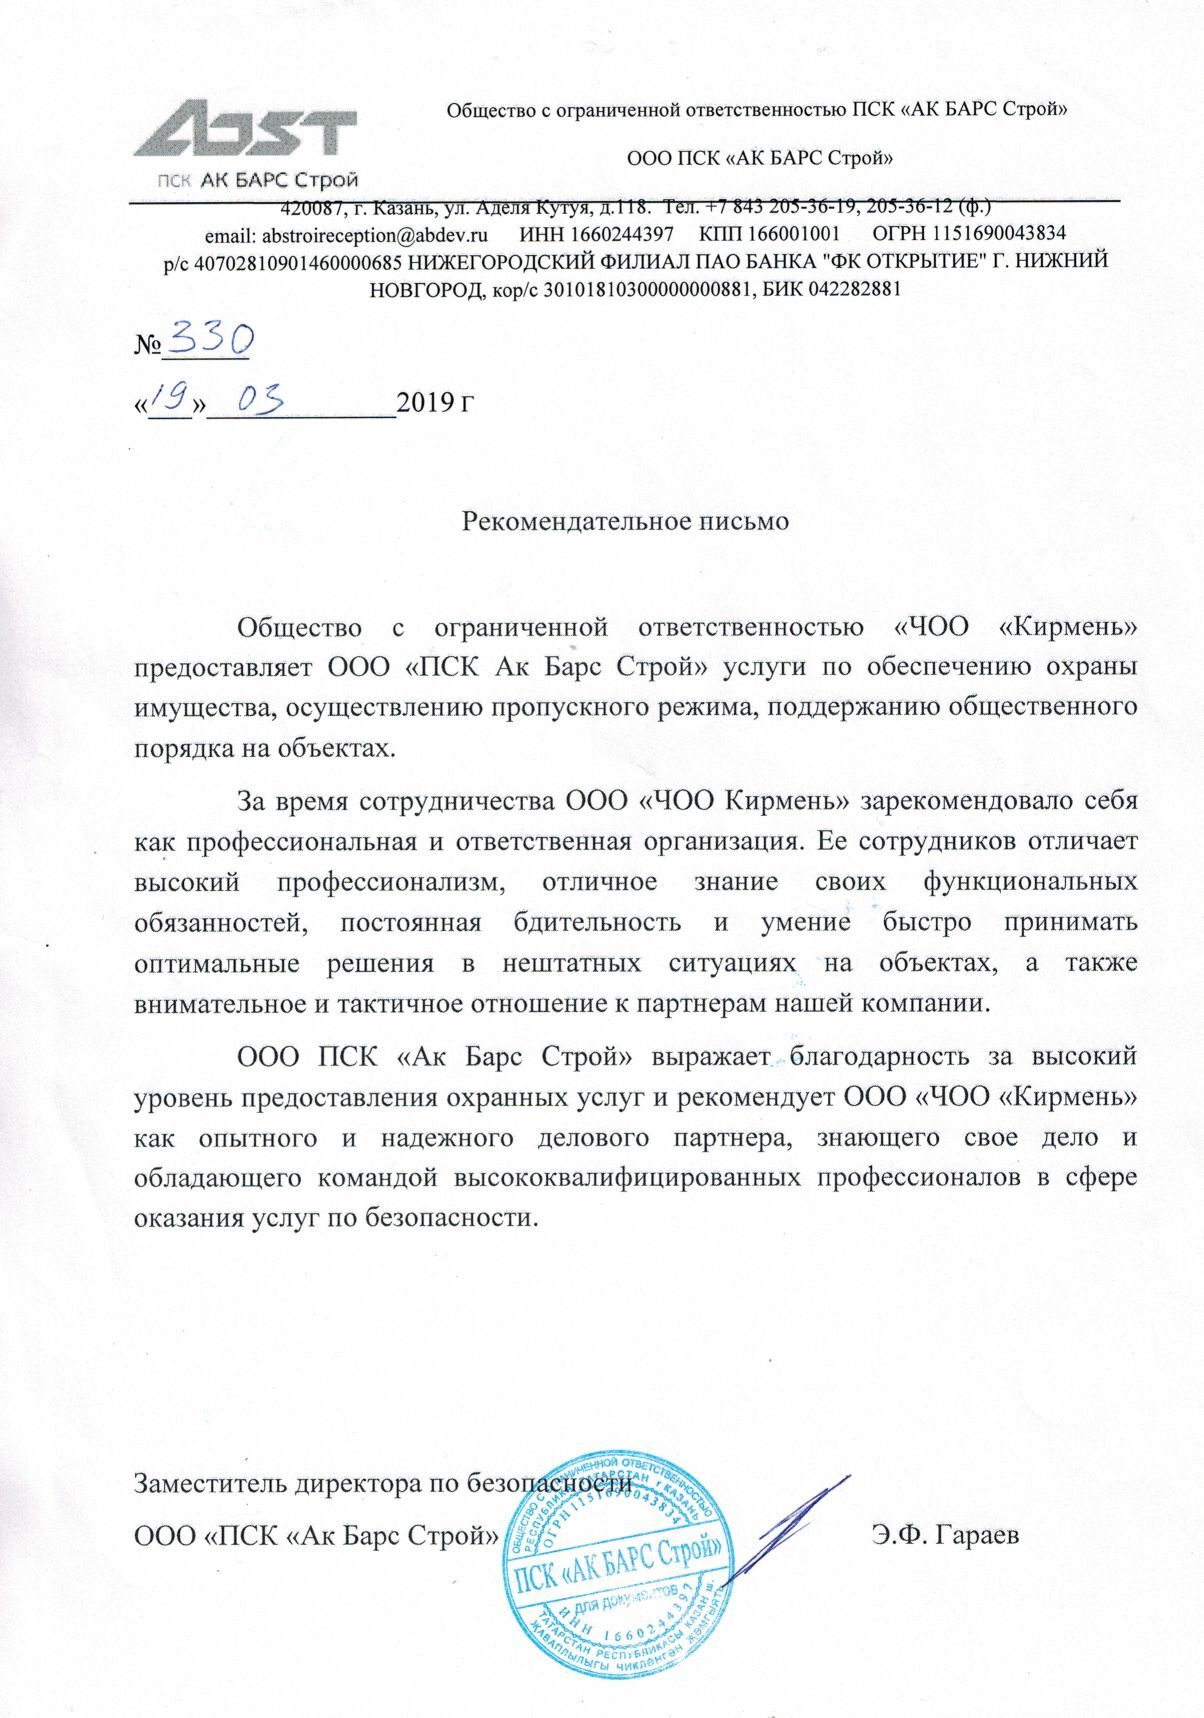 ABST
ПСК АК БАРС Строй
Общество с ограниченной ответственностью ПСК «АК БАРС Строй»
ООО ПСК «АК БАРС Строй»
420087, г. Казань, ул. Аделя Кутуя, д.118. Тел. +7 843 205-36-19, 205-36-12 (ф.)
email: abstroireception@abdev.ru ИНН 1660244397 КПП 166001001 ОГРН 1151690043834
р/с 40702810901460000685 НИЖЕГОРОДСКИЙ ФИЛИАЛ ПАО БАНКА "ФК ОТКРЫТИЕ" Г. НИЖНИЙ
НОВГОРОД, кор/с 30101810300000000881, БИК 042282881
№ 330
«19» 03 2019 г
Рекомендательное письмо
Общество с ограниченной ответственностью «ЧОО «Кирмень»
предоставляет ООО «ПСК Ак Барс Строй» услуги по обеспечению охраны
имущества, осуществлению пропускного режима, поддержанию общественного
порядка на объектах.
За время сотрудничества ООО «ЧОО Кирмень» зарекомендовало себя
как профессиональная и ответственная организация. Ее сотрудников отличает
высокий профессионализм, отличное знание своих функциональных
обязанностей, постоянная бдительность и умение быстро принимать
оптимальные решения в нештатных ситуациях на объектах, а также
внимательное и тактичное отношение к партнерам нашей компании.
ООО ПСК «Ак Барс Строй» выражает благодарность за высокий
уровень предоставления охранных услуг и рекомендует ООО «ЧОО «Кирмень»
как опытного и надежного делового партнера, знающего свое дело и
обладающего командой высококвалифицированных профессионалов в сфере
оказания услуг по безопасности.
Заместитель директора по безопасности
ООО «ПСК «Ак Барс Строй» Э.Ф. Гараев
ОБЩЕСТВО С ОГРАНИЧЕННОЙ ОТВЕТСТВЕННОСТЬЮ
РЕСПУБЛИКА ТАТАРСТАН г.КАЗАНЬ
ОГРН 1151690043834
ПСК «АК БАРС Строй»
ДЛЯ ДОКУМЕНТОВ
ИНН 1660244397
ТАТАРСТАН РЕСПУБЛИКАСЫ КАЗАН ш.
ҖАВАПЛЫЛЫГЫ ЧИКЛӘНГӘН ҖӘМГЫЯТЬ